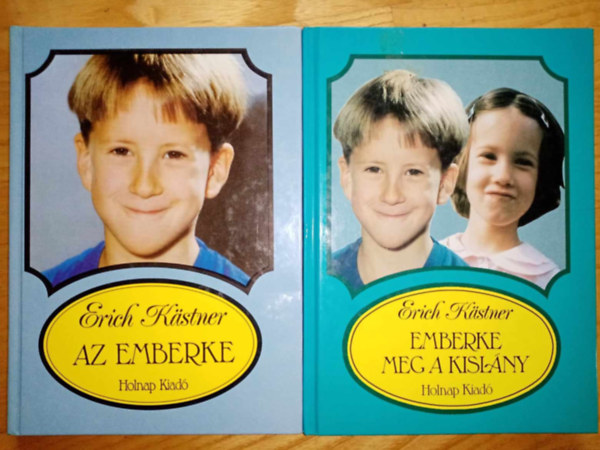 Erich Kästner
AZ EMBERKE
Holnap Kiadó
Erich Kästner
EMBERKE
MEG A KISLÁNY
Holnap Kiadó